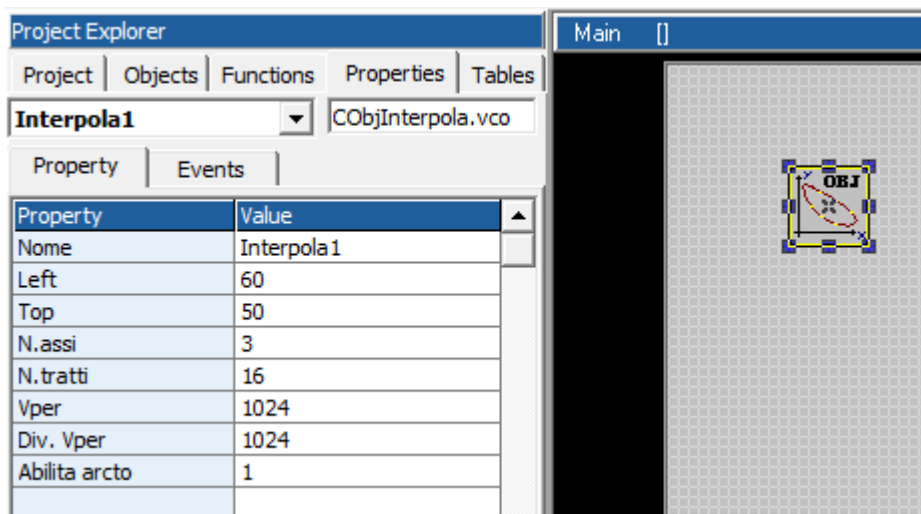 Project Explorer
Main []
Project Objects Functions Properties Tables
Interpola1 CObjInterpola.vco
Property Events
Property Value
Nome Interpola1
Left 60
Top 50
N.assi 3
N.tratti 16
Vper 1024
Div. Vper 1024
Abilita arcto 1
OBJ
Y
X